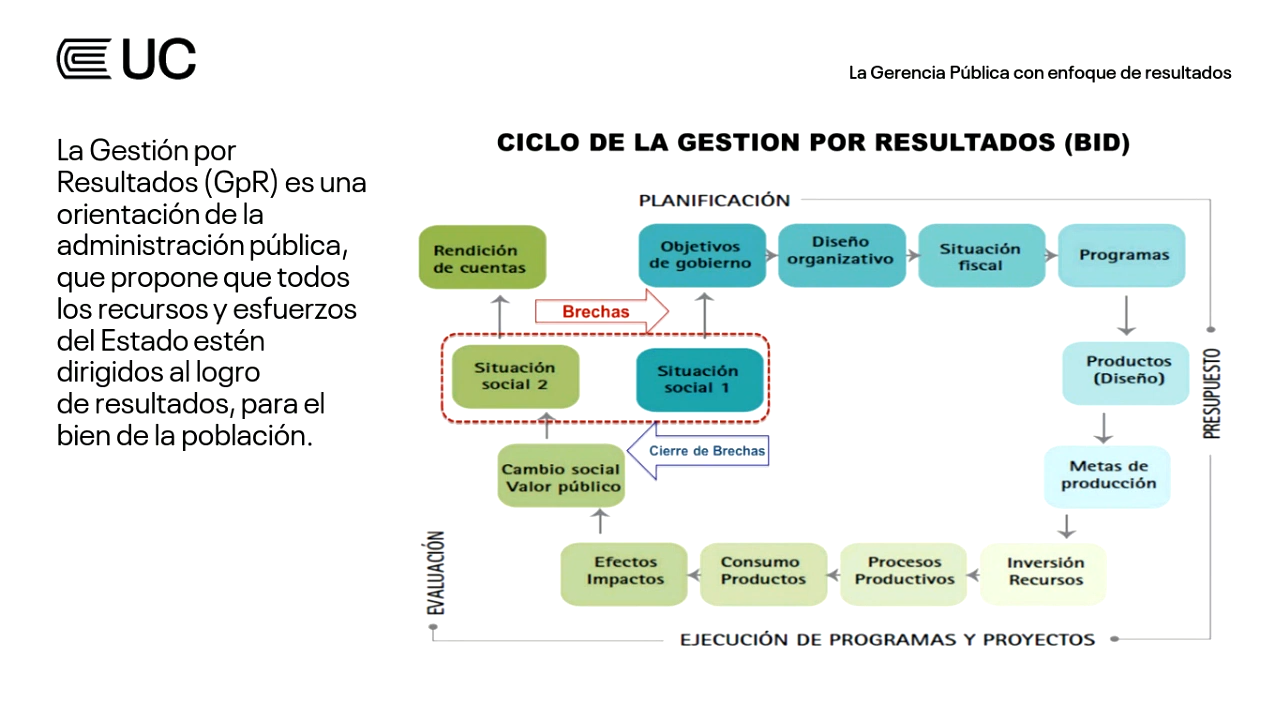 UC
La Gerencia Pública con enfoque de resultados
La Gestión por
Resultados (GpR) es una
orientación de la
administración pública,
que propone que todos
los recursos y esfuerzos
del Estado estén
dirigidos al logro
de resultados, para el
bien de la población.
CICLO DE LA GESTION POR RESULTADOS (BID)
PLANIFICACIÓN
Rendición
de cuentas
Objetivos
de gobierno
Diseño
organizativo
Situación
fiscal
Programas
Brechas
Situación
social 2
Situación
social 1
Productos
(Diseño)
PRESUPUESTO
Cierre de Brechas
Cambio social
Valor público
Metas de
producción
EVALUACIÓN
Efectos
Impactos
Consumo
Productos
Procesos
Productivos
Inversión
Recursos
EJECUCIÓN DE PROGRAMAS Y PROYECTOS